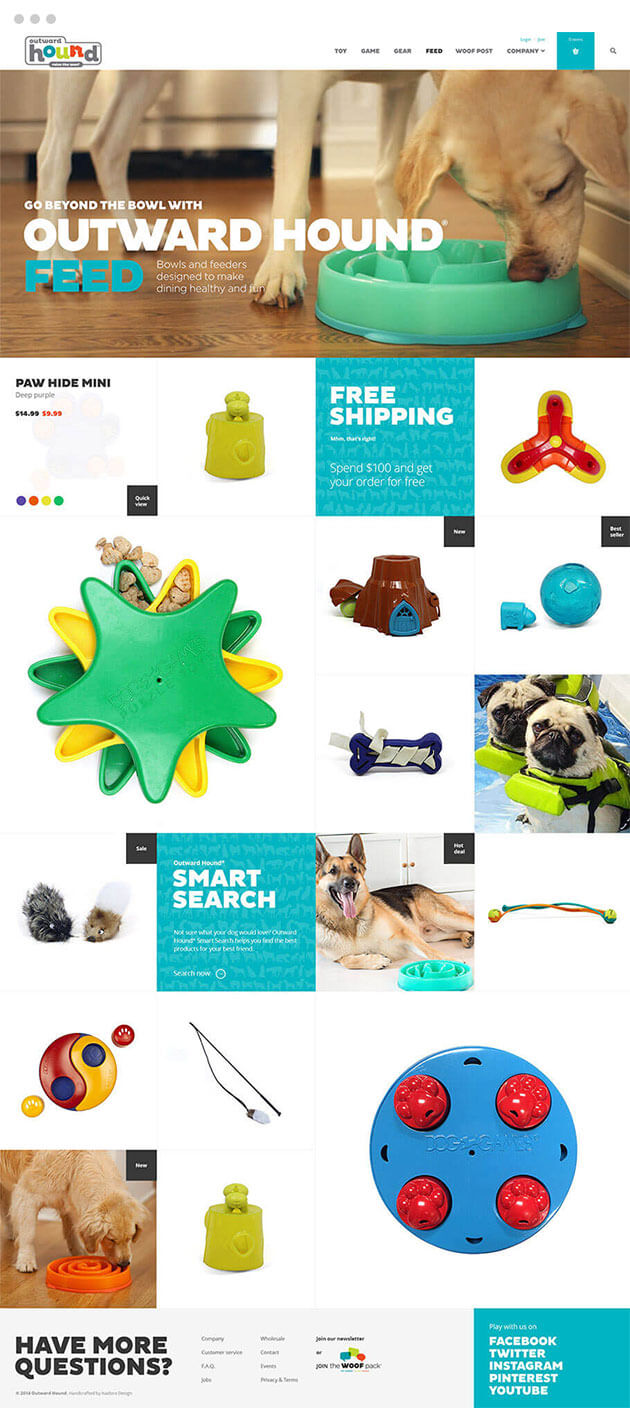 outward
hound
Login Join
TOY GAME GEAR FEED WOOF POST COMPANY
GO BEYOND THE BOWL WITH
OUTWARD HOUND®
FEED
Bowls and feeders
designed to make
dining healthy and fun
PAW HIDE MINI
Deep purple
$14.99 $9.99
Quick
view
FREE
SHIPPING
Mhm, that's right!
Spend $100 and get
your order for free
New
Best
seller
Sale
Outward Hound®
SMART
SEARCH
Not sure what your dog would love? Outward
Hound® Smart Search helps you find the best
products for your best friend.
Search now
Hot
deal
DOG GAMES
New
HAVE MORE
QUESTIONS?
© 2014 Outward Hound. Handcrafted by
Company
Customer service
F.A.Q.
Jobs
Wholesale
Contact
Events
Privacy & Terms
Join our newsletter
or
JOIN the WOOF pack
Play with us on
FACEBOOK
TWITTER
INSTAGRAM
PINTEREST
YOUTUBE